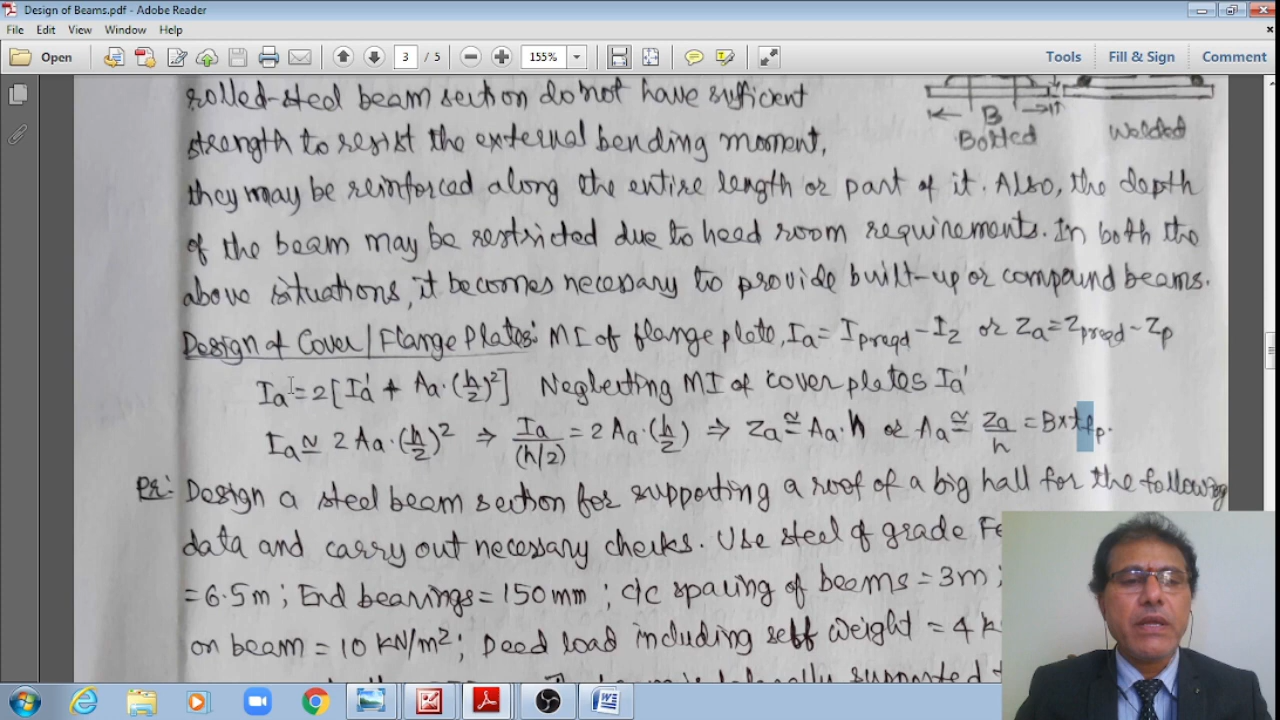 Design of Beams.pdf - Adobe Reader
File Edit View Window Help
Open 3 / 5 155% Tools Fill & Sign Comment
rolled-steel beam section do not have sufficient
strength to resist the external bending moment,
B
Bolted Welded
they may be reinforced along the entire length or part of it. Also, the depth
of the beam may be restricted due to head room requirements. In both the
above situations, it becomes necessary to provide built-up or compound beams.
Design of Cover/Flange Plates: MI of flange plate, Ia = Ipreqd - Iz or Za = Zpreqd - Zp
Ia = 2[Ia' + Aa.(h/2)²] Neglecting MI of cover plates Ia'
Ia ≅ 2Aa.(h/2)² ⇒ Ia/(h/2) = 2Aa.(h/2) ⇒ Za ≅ Aa.h or Aa ≅ Za/h = B×tfp.
Pr: Design a steel beam section for supporting a roof of a big hall for the following
data and carry out necessary checks. Use steel of grade Fe
= 6.5m; End bearings = 150mm; c/c spacing of beams = 3m;
on beam = 10 kN/m²; Dead load including self weight = 4 k
laterally supported